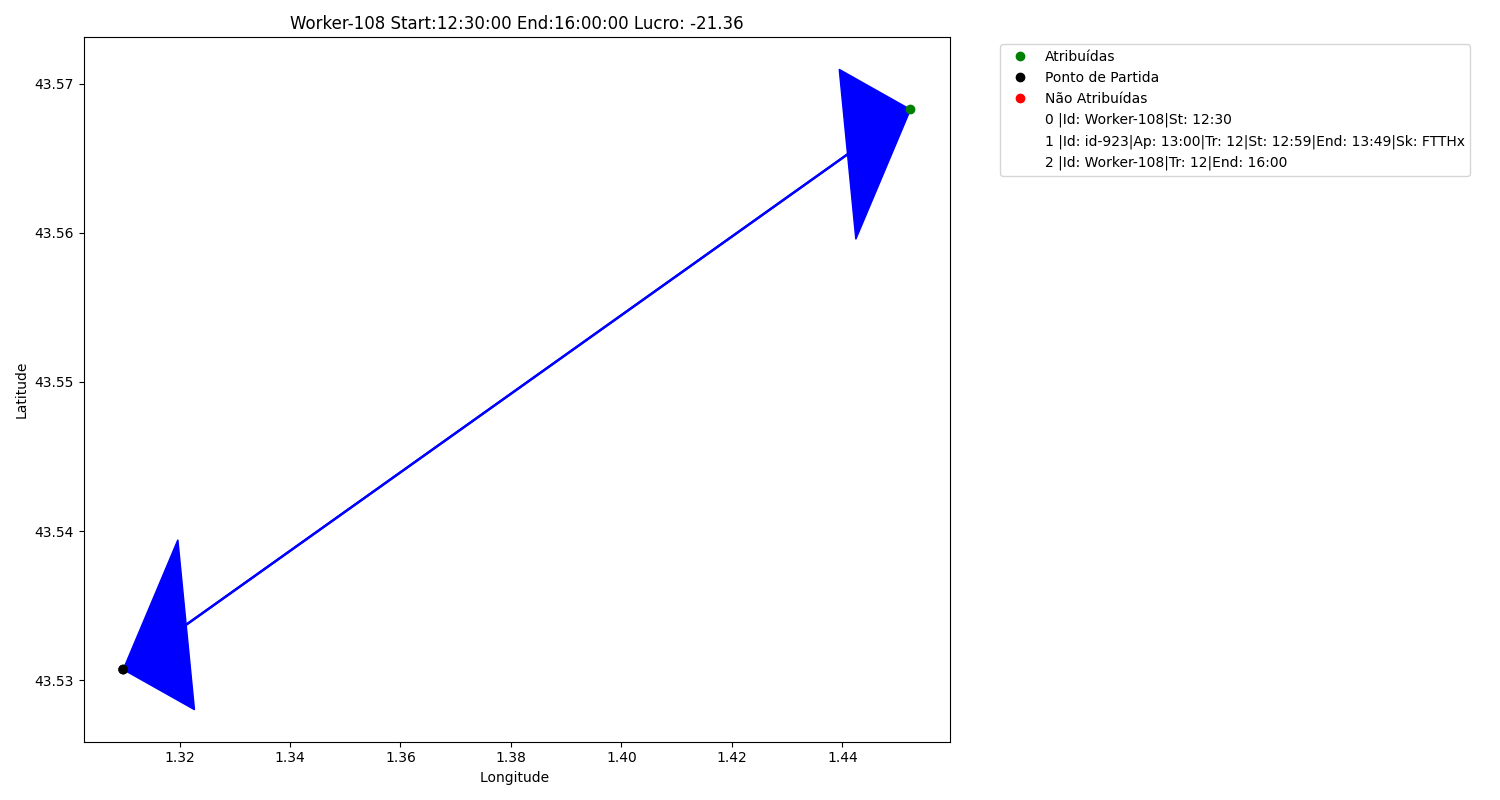 Worker-108 Start:12:30:00 End:16:00:00 Lucro: -21.36
43.57
43.56
43.55
43.54
43.53
Latitude
1.32 1.34 1.36 1.38 1.40 1.42 1.44
Longitude
Atribuídas
Ponto de Partida
Não Atribuídas
0 |Id: Worker-108|St: 12:30
1 |Id: id-923|Ap: 13:00|Tr: 12|St: 12:59|End: 13:49|Sk: FTTHx
2 |Id: Worker-108|Tr: 12|End: 16:00